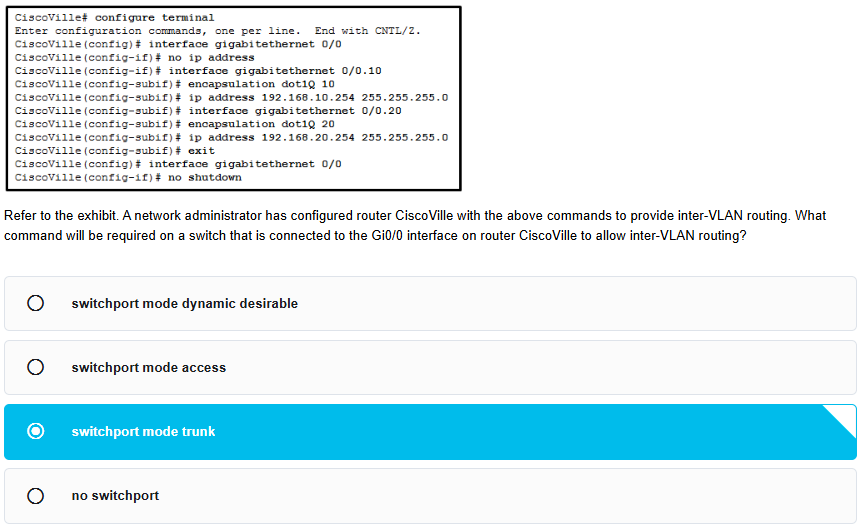 CiscoVille# configure terminal
Enter configuration commands, one per line.  End with CNTL/Z.
CiscoVille(config)# interface gigabitethernet 0/0
CiscoVille(config-if)# no ip address
CiscoVille(config-if)# interface gigabitethernet 0/0.10
CiscoVille(config-subif)# encapsulation dot1Q 10
CiscoVille(config-subif)# ip address 192.168.10.254 255.255.255.0
CiscoVille(config-subif)# interface gigabitethernet 0/0.20
CiscoVille(config-subif)# encapsulation dot1Q 20
CiscoVille(config-subif)# ip address 192.168.20.254 255.255.255.0
CiscoVille(config-subif)# exit
CiscoVille(config)# interface gigabitethernet 0/0
CiscoVille(config-if)# no shutdown
Refer to the exhibit. A network administrator has configured router CiscoVille with the above commands to provide inter-VLAN routing. What
command will be required on a switch that is connected to the Gi0/0 interface on router CiscoVille to allow inter-VLAN routing?
switchport mode dynamic desirable
switchport mode access
switchport mode trunk
no switchport